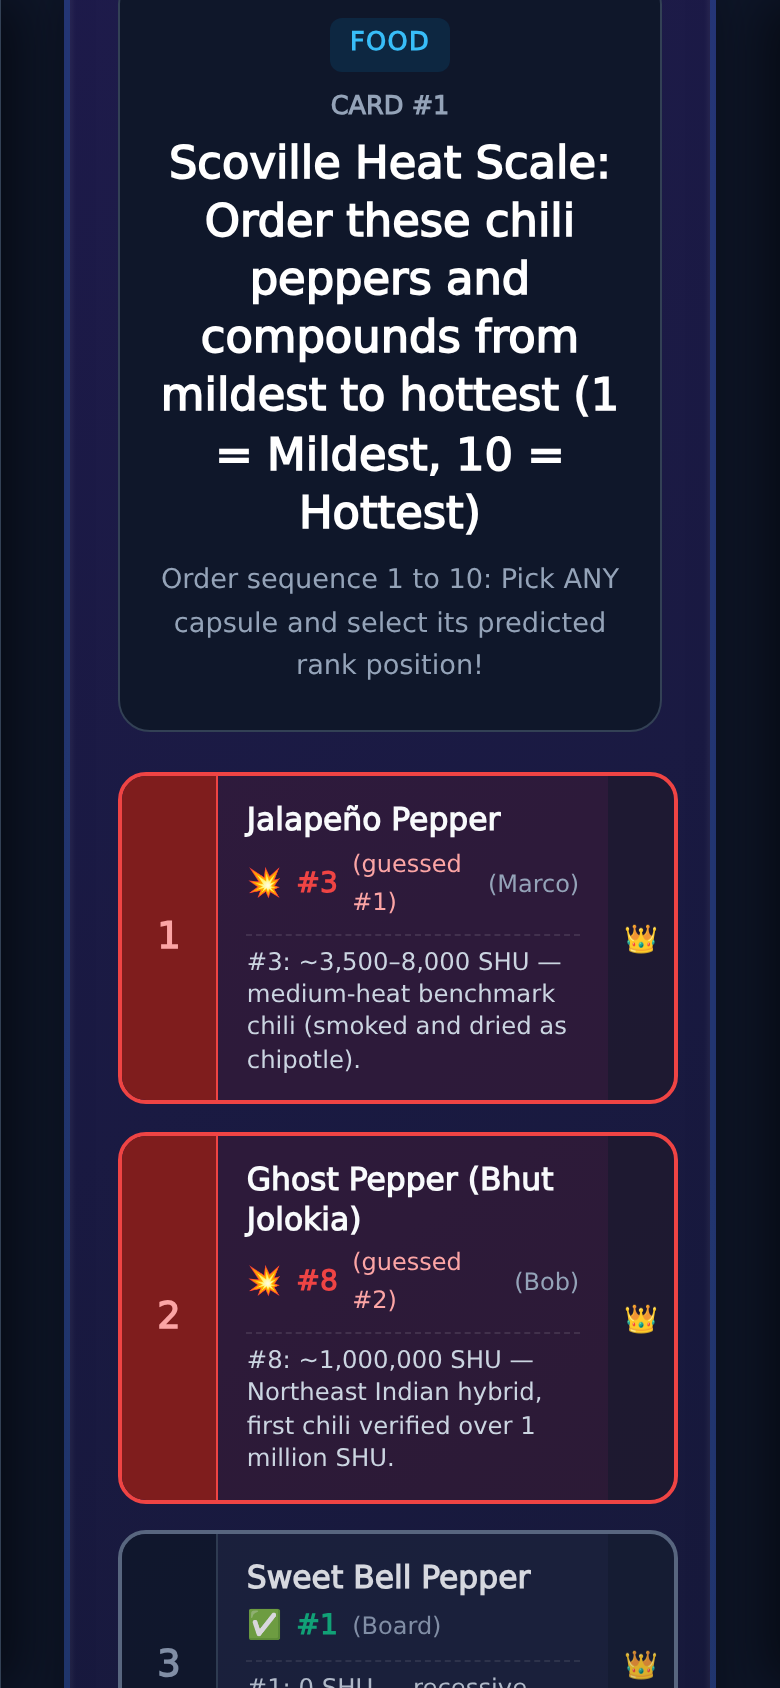 FOOD
CARD #1
Scoville Heat Scale:
Order these chili
peppers and
compounds from
mildest to hottest (1
= Mildest, 10 =
Hottest)
Order sequence 1 to 10: Pick ANY
capsule and select its predicted
rank position!
1
Jalapeño Pepper
💥 #3 (guessed #1) (Marco)
👑
#3: ~3,500–8,000 SHU —
medium-heat benchmark
chili (smoked and dried as
chipotle).
2
Ghost Pepper (Bhut
Jolokia)
💥 #8 (guessed #2) (Bob)
👑
#8: ~1,000,000 SHU —
Northeast Indian hybrid,
first chili verified over 1
million SHU.
3
Sweet Bell Pepper
✅ #1 (Board)
👑
#1: 0 SHU — recessive